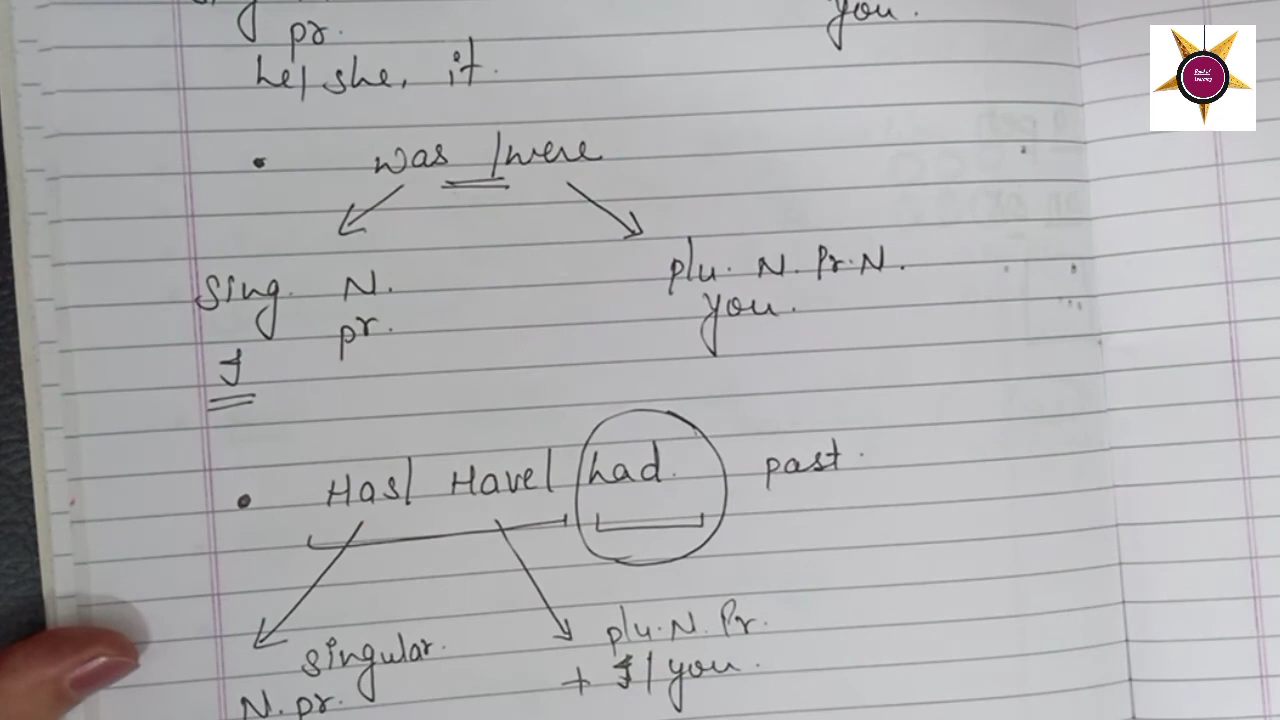 you.
pr.
he/ she, it.
• was /were
Sing. N.
plu. N. Pr. N.
you.
pr.
I
• Has/ Have/ had. past.
singular.
N. pr.
plu. N. Pr.
+ I/you.